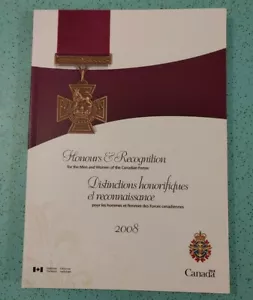 Honours & Recognition
for the Men and Women of the Canadian Forces
Distinctions honorifiques
et reconnaissance
pour les hommes et femmes des Forces canadiennes
2008
Canada